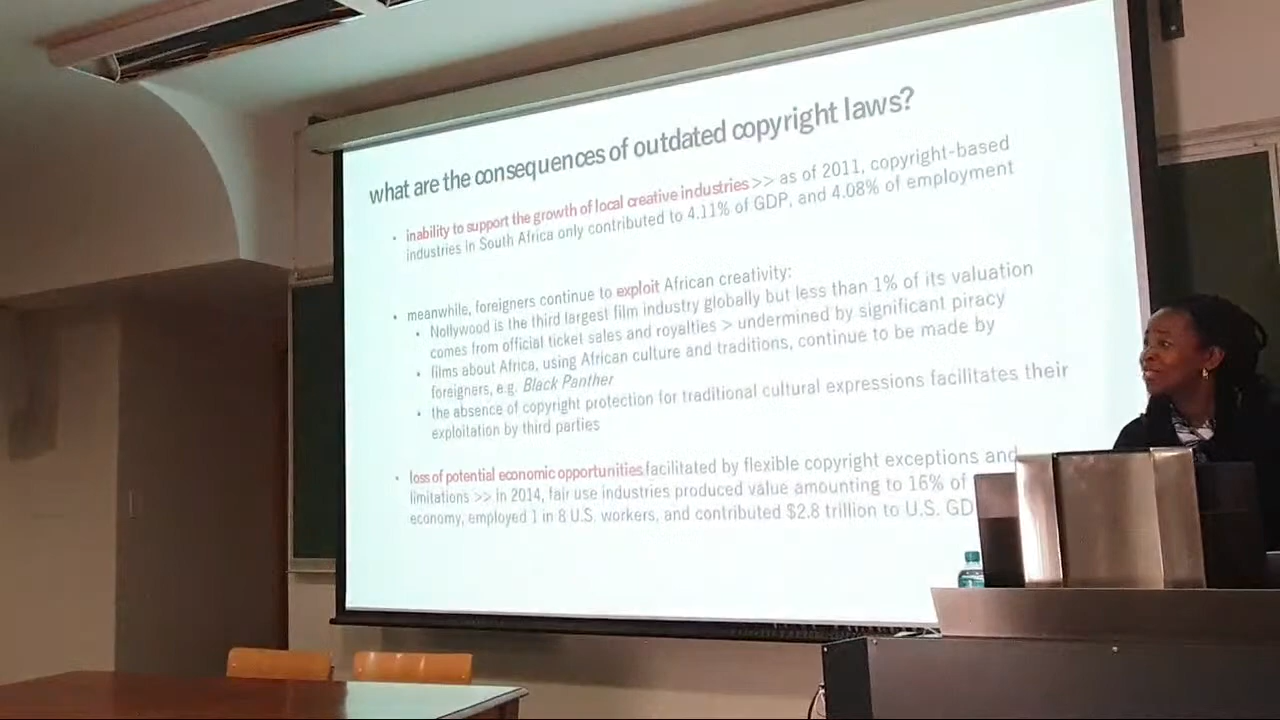 what are the consequences of outdated copyright laws?
• inability to support the growth of local creative industries >> as of 2011, copyright-based
industries in South Africa only contributed to 4.11% of GDP, and 4.08% of employment
• meanwhile, foreigners continue to exploit African creativity:
• Nollywood is the third largest film industry globally but less than 1% of its valuation
comes from official ticket sales and royalties > undermined by significant piracy
• films about Africa, using African culture and traditions, continue to be made by
foreigners, e.g. Black Panther
• the absence of copyright protection for traditional cultural expressions facilitates their
exploitation by third parties
• loss of potential economic opportunities facilitated by flexible copyright exceptions and
limitations >> in 2014, fair use industries produced value amounting to 16% of
economy, employed 1 in 8 U.S. workers, and contributed $2.8 trillion to U.S. GD